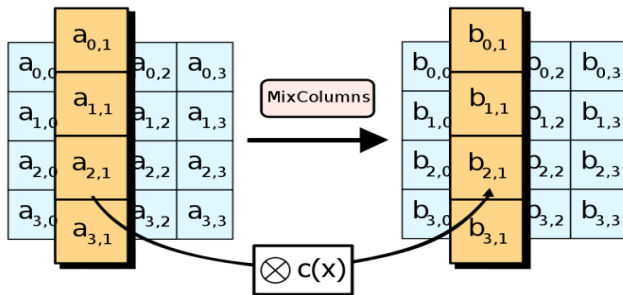 a0,0 a0,1 a0,2 a0,3
a1,0 a1,1 a1,2 a1,3
a2,0 a2,1 a2,2 a2,3
a3,0 a3,1 a3,2 a3,3
MixColumns
b0,0 b0,1 b0,2 b0,3
b1,0 b1,1 b1,2 b1,3
b2,0 b2,1 b2,2 b2,3
b3,0 b3,1 b3,2 b3,3
⊗ c(x)